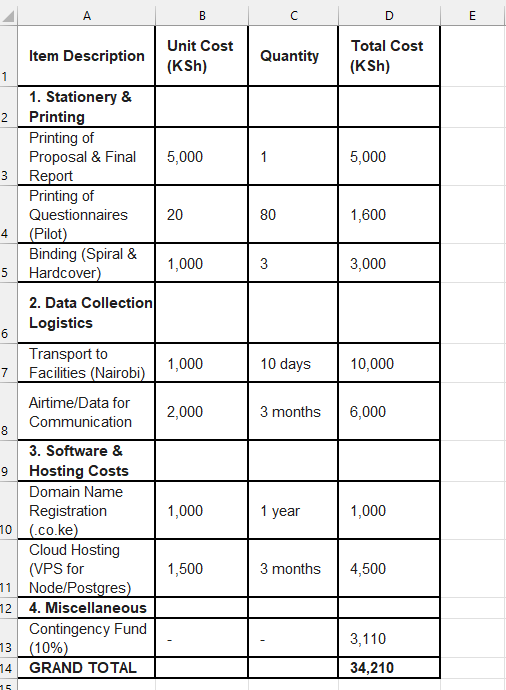 A B C D E
1 Item Description Unit Cost (KSh) Quantity Total Cost (KSh)
2 1. Stationery & Printing
3 Printing of Proposal & Final Report 5,000 1 5,000
4 Printing of Questionnaires (Pilot) 20 80 1,600
5 Binding (Spiral & Hardcover) 1,000 3 3,000
6 2. Data Collection Logistics
7 Transport to Facilities (Nairobi) 1,000 10 days 10,000
8 Airtime/Data for Communication 2,000 3 months 6,000
9 3. Software & Hosting Costs
10 Domain Name Registration (.co.ke) 1,000 1 year 1,000
11 Cloud Hosting (VPS for Node/Postgres) 1,500 3 months 4,500
12 4. Miscellaneous
13 Contingency Fund (10%) - - 3,110
14 GRAND TOTAL 34,210
15